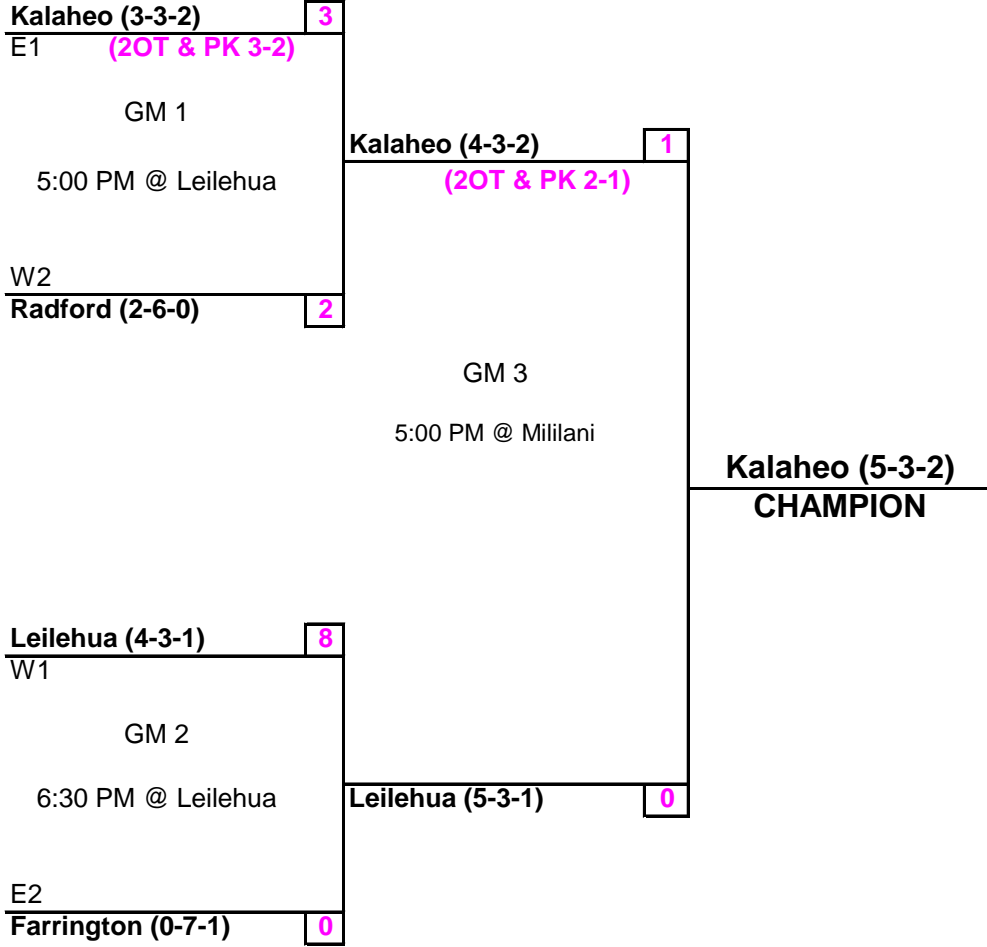 Kalaheo (3-3-2) 3
E1 (2OT & PK 3-2)
GM 1
5:00 PM @ Leilehua
W2
Radford (2-6-0) 2
Kalaheo (4-3-2) 1
(2OT & PK 2-1)
GM 3
5:00 PM @ Mililani
Kalaheo (5-3-2)
CHAMPION
Leilehua (4-3-1) 8
W1
GM 2
6:30 PM @ Leilehua
Leilehua (5-3-1) 0
E2
Farrington (0-7-1) 0